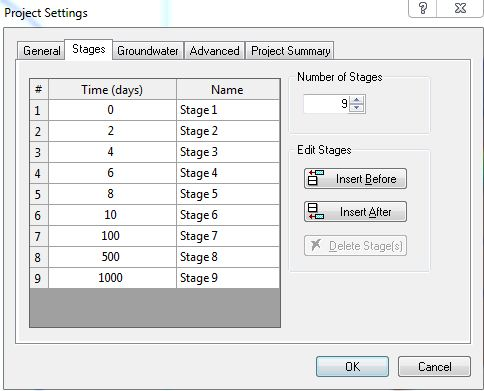 Project Settings
General Stages Groundwater Advanced Project Summary
# Time (days) Name
1 0 Stage 1
2 2 Stage 2
3 4 Stage 3
4 6 Stage 4
5 8 Stage 5
6 10 Stage 6
7 100 Stage 7
8 500 Stage 8
9 1000 Stage 9
Number of Stages
9
Edit Stages
Insert Before
Insert After
Delete Stage(s)
OK Cancel